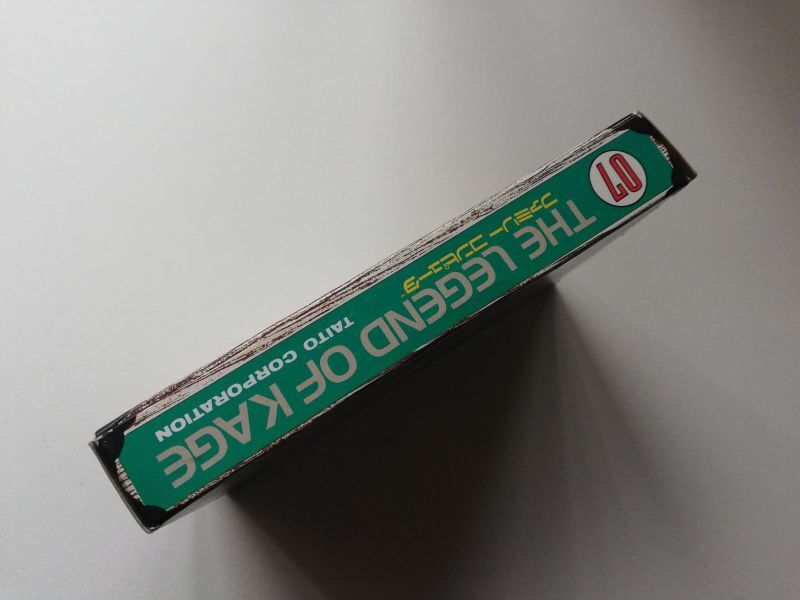 07
THE LEGEND OF KAGE
ファミリー コンピュータ
TAITO CORPORATION